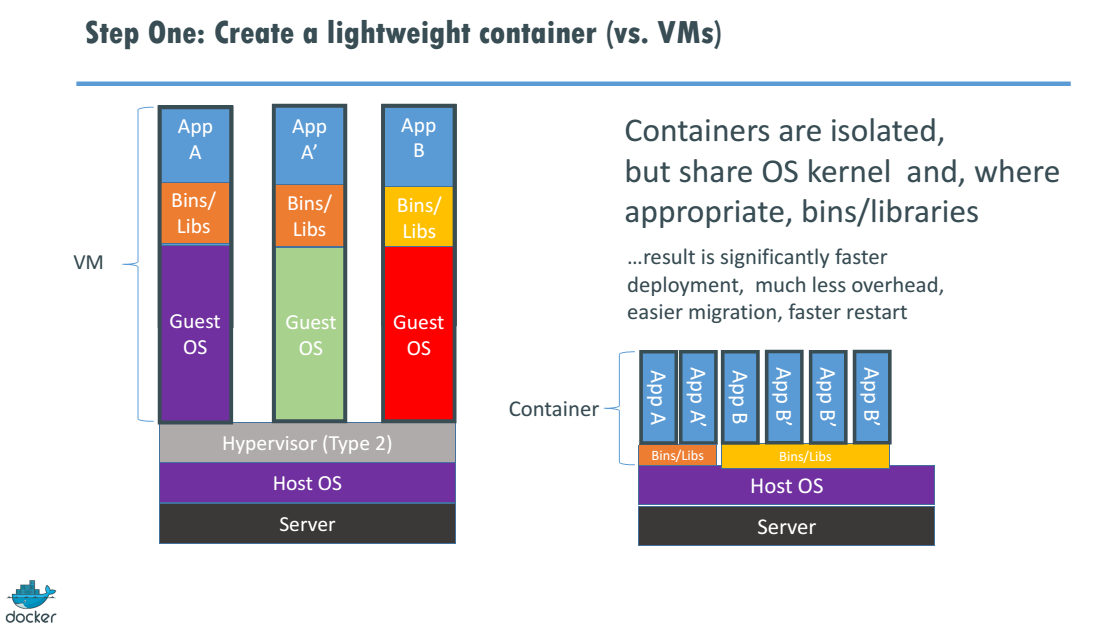 Step One: Create a lightweight container (vs. VMs)
App
A
App
A’
App
B
Bins/
Libs
Bins/
Libs
Bins/
Libs
VM
Guest
OS
Guest
OS
Guest
OS
Hypervisor (Type 2)
Host OS
Server
Containers are isolated,
but share OS kernel and, where
appropriate, bins/libraries
…result is significantly faster
deployment, much less overhead,
easier migration, faster restart
Container
App A
App A’
App B
App B’
App B’
App B’
Bins/Libs
Bins/Libs
Host OS
Server
docker